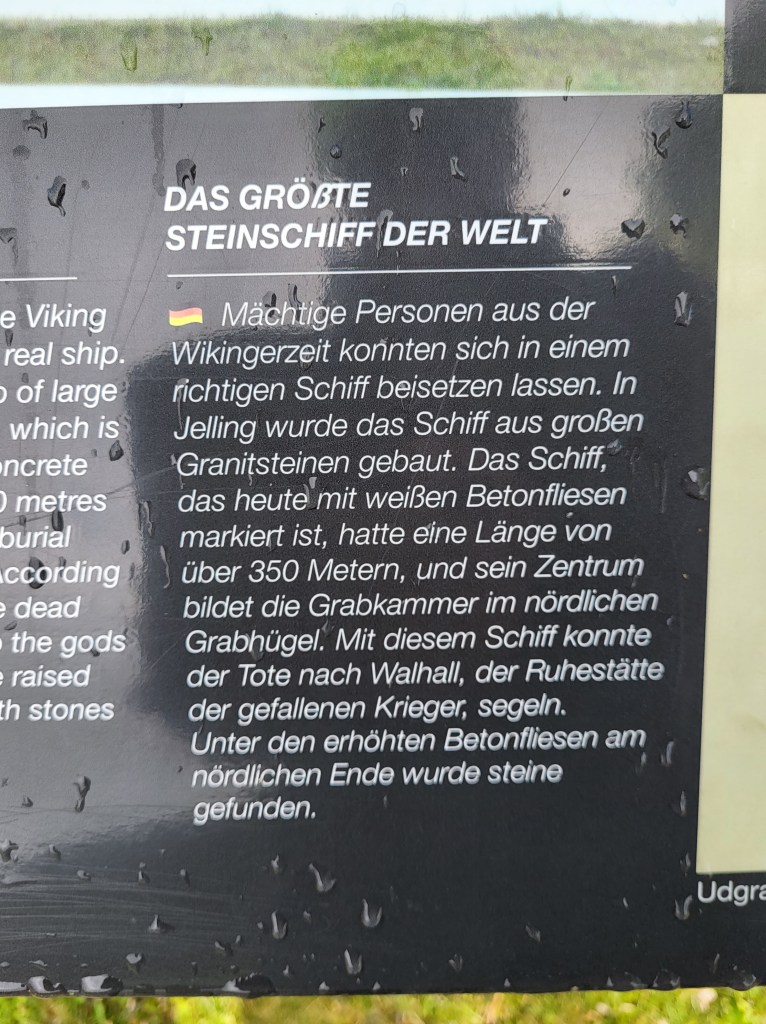 e Viking
real ship.
of large
which is
oncrete
0 metres
burial
According
e dead
the gods
e raised
th stones
DAS GRÖßTE
STEINSCHIFF DER WELT
Mächtige Personen aus der
Wikingerzeit konnten sich in einem
richtigen Schiff beisetzen lassen. In
Jelling wurde das Schiff aus großen
Granitsteinen gebaut. Das Schiff,
das heute mit weißen Betonfliesen
markiert ist, hatte eine Länge von
über 350 Metern, und sein Zentrum
bildet die Grabkammer im nördlichen
Grabhügel. Mit diesem Schiff konnte
der Tote nach Walhall, der Ruhestätte
der gefallenen Krieger, segeln.
Unter den erhöhten Betonfliesen am
nördlichen Ende wurde steine
gefunden.
Udgra